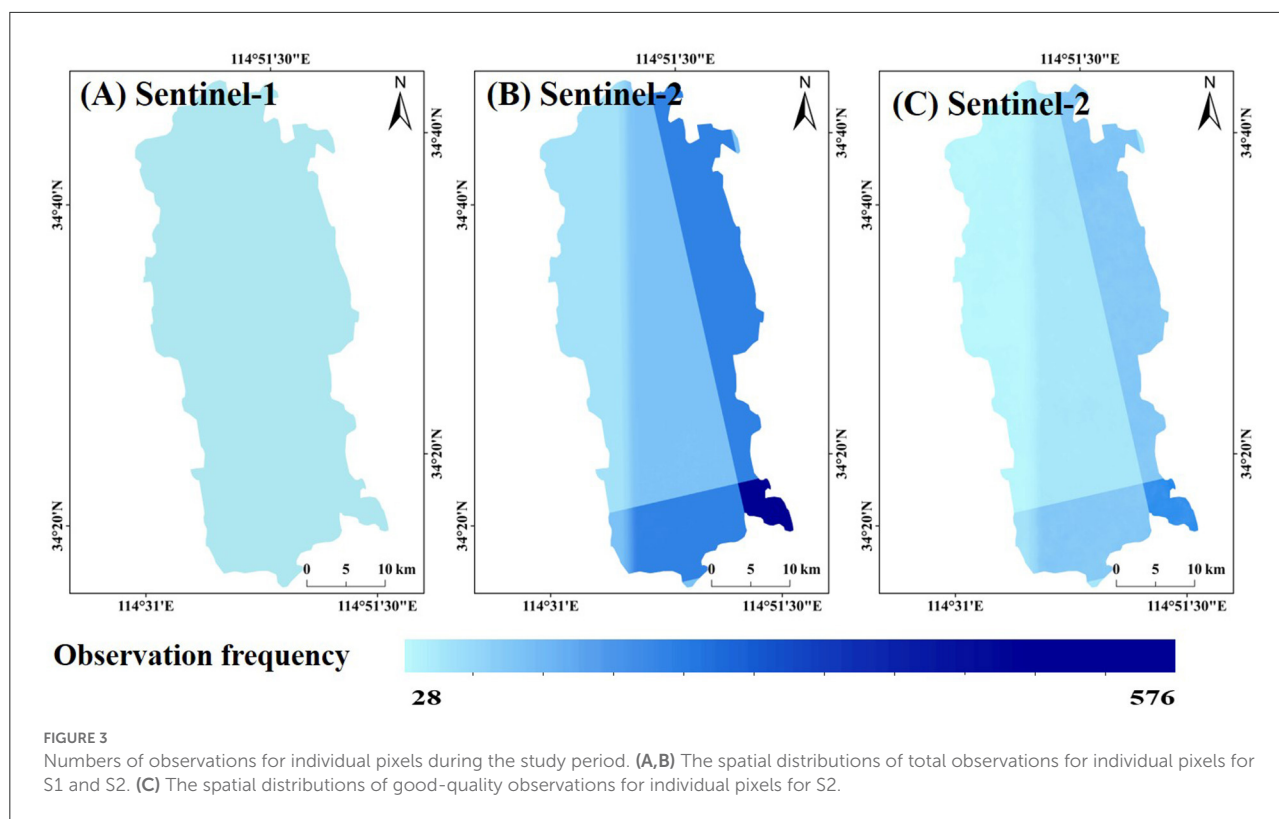 114°51'30"E
114°51'30"E
114°51'30"E
(A) Sentinel-1
N
(B) Sentinel-2
N
(C) Sentinel-2
N
34°40'N
34°40'N
34°40'N
34°40'N
34°40'N
34°40'N
34°20'N
34°20'N
34°20'N
34°20'N
34°20'N
34°20'N
0 5 10 km
0 5 10 km
0 5 10 km
114°31'E
114°51'30"E
114°31'E
114°51'30"E
114°31'E
114°51'30"E
Observation frequency
28
576
FIGURE 3
Numbers of observations for individual pixels during the study period. (A,B) The spatial distributions of total observations for individual pixels for
S1 and S2. (C) The spatial distributions of good-quality observations for individual pixels for S2.